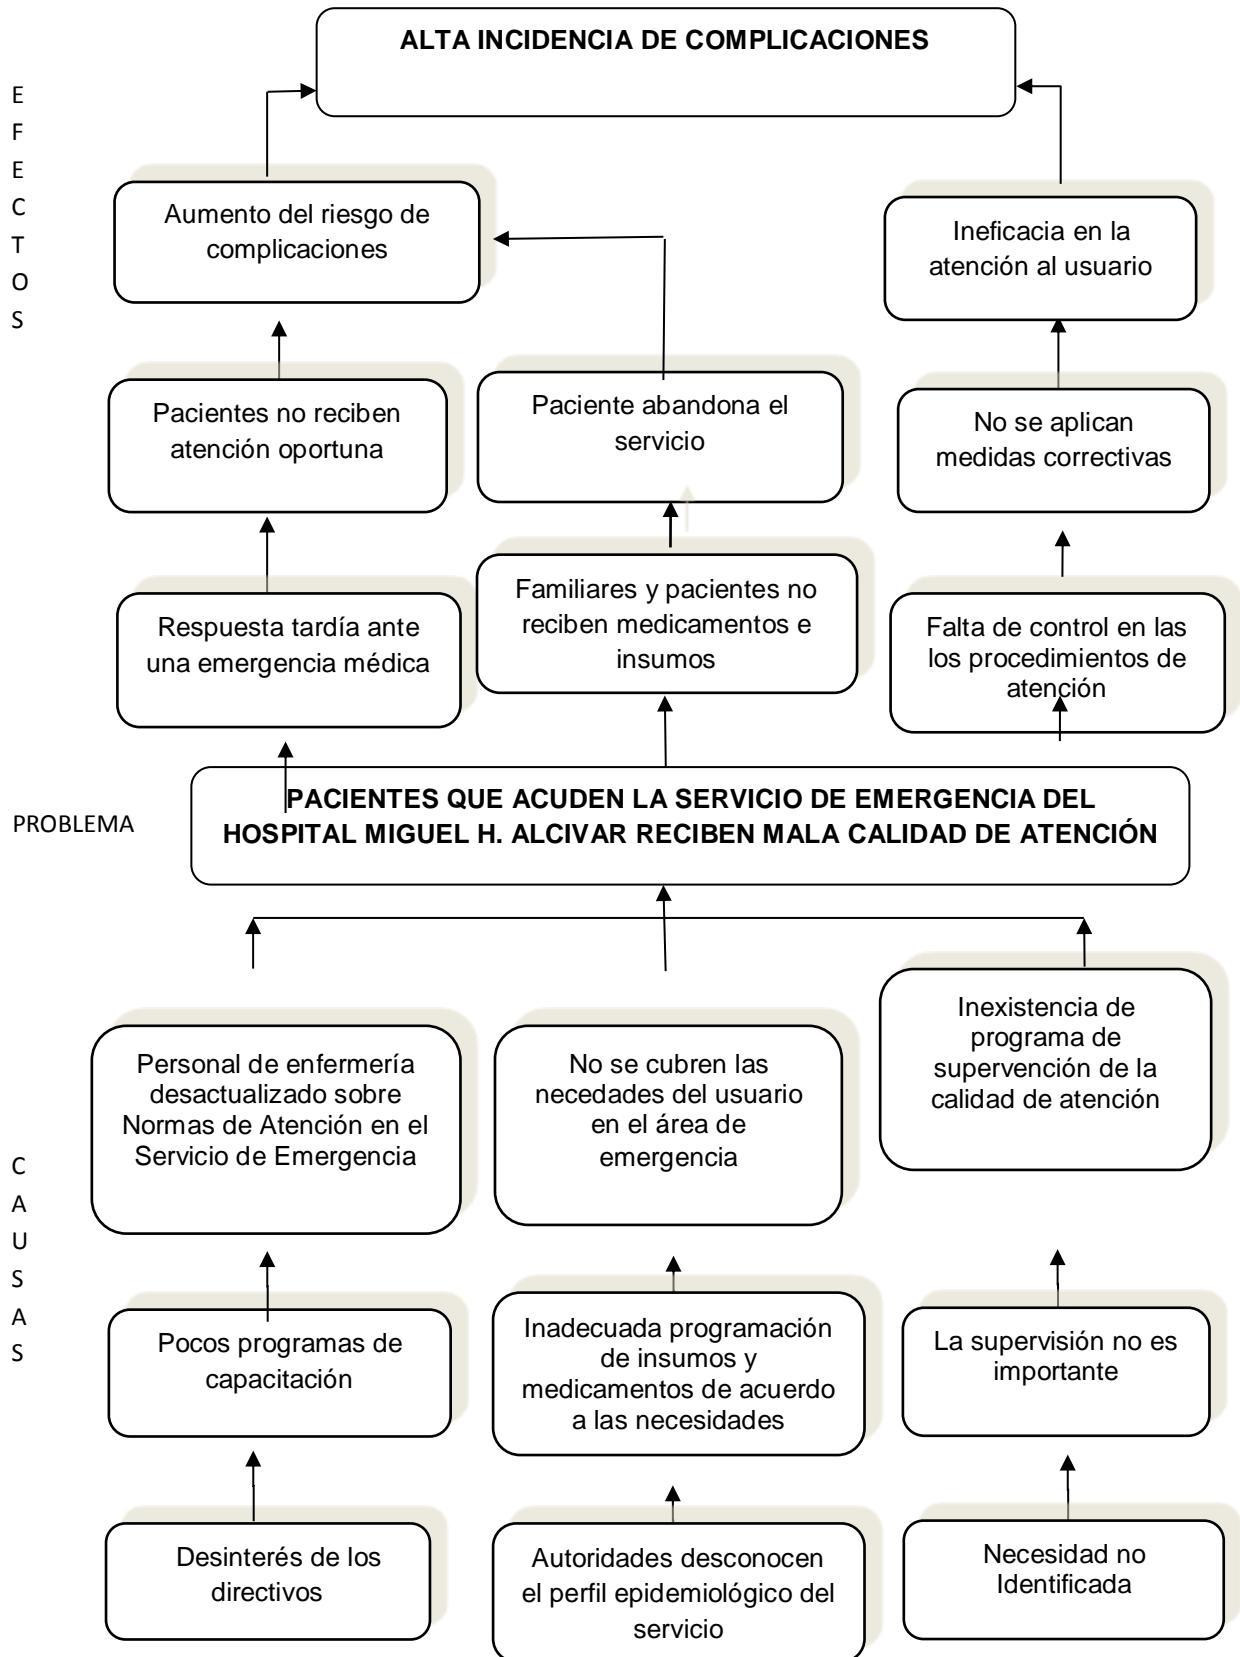 ALTA INCIDENCIA DE COMPLICACIONES
E
F
E
C
T
O
S
Aumento del riesgo de
complicaciones
Ineficacia en la
atención al usuario
Pacientes no reciben
atención oportuna
Paciente abandona el
servicio
No se aplican
medidas correctivas
Respuesta tardía ante
una emergencia médica
Familiares y pacientes no
reciben medicamentos e
insumos
Falta de control en las
los procedimientos de
atención
PROBLEMA
PACIENTES QUE ACUDEN LA SERVICIO DE EMERGENCIA DEL
HOSPITAL MIGUEL H. ALCIVAR RECIBEN MALA CALIDAD DE ATENCIÓN
C
A
U
S
A
S
Personal de enfermería
desactualizado sobre
Normas de Atención en el
Servicio de Emergencia
No se cubren las
necedades del usuario
en el área de
emergencia
Inexistencia de
programa de
supervención de la
calidad de atención
Pocos programas de
capacitación
Inadecuada programación
de insumos y
medicamentos de acuerdo
a las necesidades
La supervisión no es
importante
Desinterés de los
directivos
Autoridades desconocen
el perfil epidemiológico del
servicio
Necesidad no
Identificada